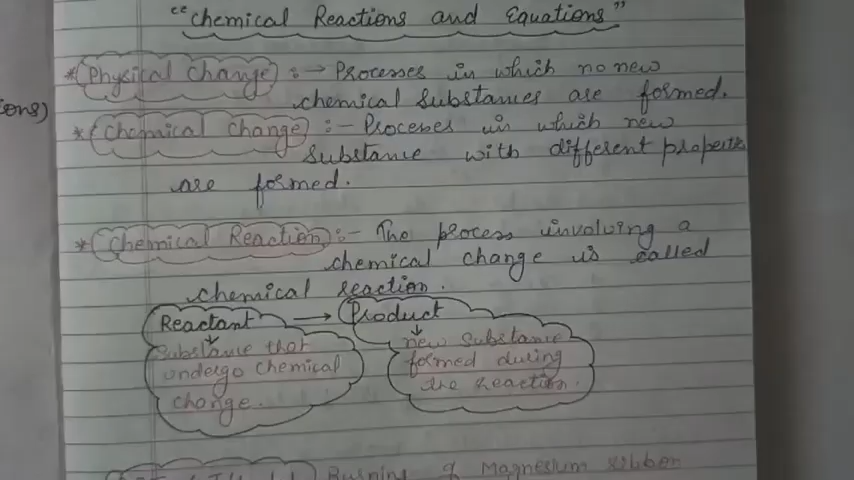 "Chemical Reactions and Equations"
* Physical Change :→ Processes in which no new
chemical substances are formed.
ions)
* Chemical Change :- Processes in which new
substance with different
are formed.
* Chemical Reaction :- The process involving a
chemical change is called
chemical reaction.
Reactant → Product
↓ ↓
Substance that
undergo chemical
change.
new substance
formed during
the Reaction.
Burning of Magnesium ribbon